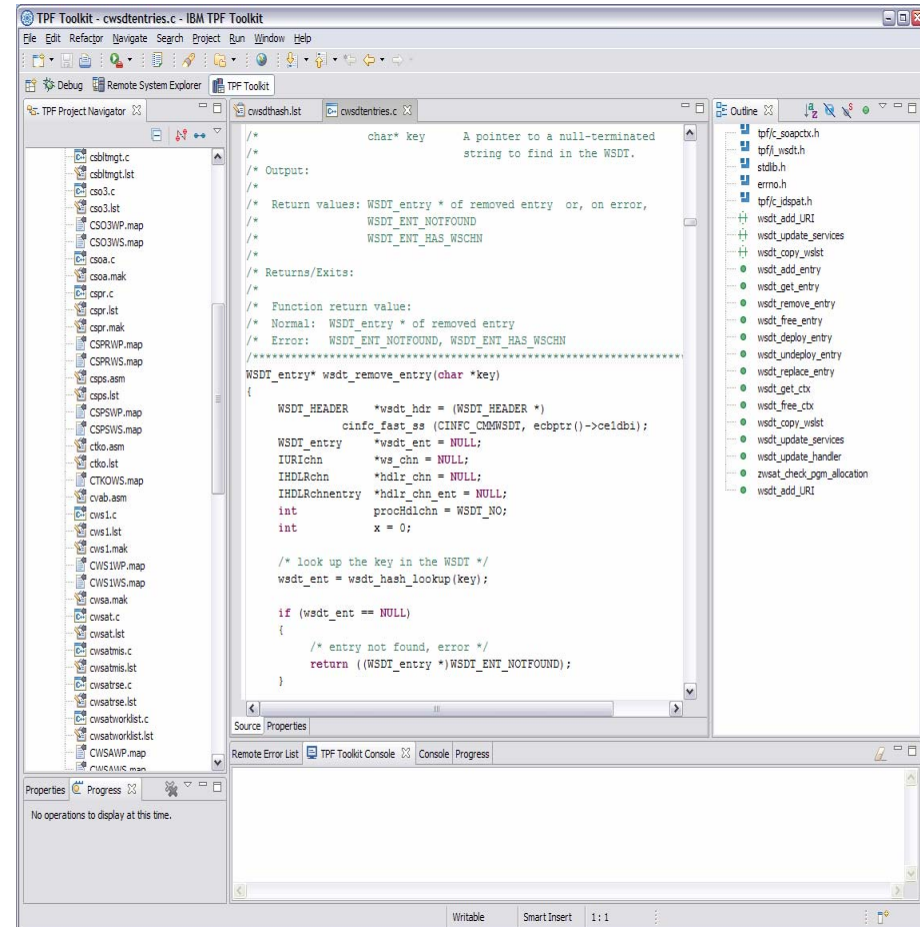 TPF Toolkit - cwsdtentries.c - IBM TPF Toolkit
File Edit Refactor Navigate Search Project Run Window Help
Debug Remote System Explorer TPF Toolkit
TPF Project Navigator
csbltmgt.c
csbltmgt.lst
cso3.c
cso3.lst
CSO3WP.map
CSO3WS.map
csoa.c
csoa.mak
cspr.c
cspr.lst
cspr.mak
CSPRWP.map
CSPRWS.map
csps.asm
csps.lst
CSPSWP.map
CSPSWS.map
ctko.asm
ctko.lst
CTKOWS.map
cvab.asm
cws1.c
cws1.lst
cws1.mak
CWS1WP.map
CWS1WS.map
cwsa.mak
cwsat.c
cwsat.lst
cwsatmis.c
cwsatmis.lst
cwsatrse.c
cwsatrse.lst
cwsatworklist.c
cwsatworklist.lst
CWSAWP.map
CWSAWS.map
Properties Progress
No operations to display at this time.
cwsdthash.lst cwsdtentries.c
/* char* key A pointer to a null-terminated
/* string to find in the WSDT.
/* Output:
/*
/* Return values: WSDT_entry * of removed entry or, on error,
/* WSDT_ENT_NOTFOUND
/* WSDT_ENT_HAS_WSCHN
/*
/* Returns/Exits:
/*
/* Function return value:
/* Normal: WSDT_entry * of removed entry
/* Error: WSDT_ENT_NOTFOUND, WSDT_ENT_HAS_WSCHN
/********************************************************************
WSDT_entry* wsdt_remove_entry(char *key)
{
WSDT_HEADER *wsdt_hdr = (WSDT_HEADER *)
cinfc_fast_ss (CINFC_CMMWSDT, ecbptr()->celdbi);
WSDT_entry *wsdt_ent = NULL;
IURIchn *ws_chn = NULL;
IHDLRchn *hdlr_chn = NULL;
IHDLRchnentry *hdlr_chn_ent = NULL;
int procHdlchn = WSDT_NO;
int x = 0;
/* look up the key in the WSDT */
wsdt_ent = wsdt_hash_lookup(key);
if (wsdt_ent == NULL)
{
/* entry not found, error */
return ((WSDT_entry *)WSDT_ENT_NOTFOUND);
}
Source Properties
Remote Error List TPF Toolkit Console Console Progress
Outline
tpf/c_soapctx.h
tpf/i_wsdt.h
stdlib.h
errno.h
tpf/c_idspat.h
wsdt_add_URI
wsdt_update_services
wsdt_copy_wslst
wsdt_add_entry
wsdt_get_entry
wsdt_remove_entry
wsdt_free_entry
wsdt_deploy_entry
wsdt_undeploy_entry
wsdt_replace_entry
wsdt_get_ctx
wsdt_free_ctx
wsdt_copy_wslst
wsdt_update_services
wsdt_update_handler
zwsat_check_pgm_allocation
wsdt_add_URI
Writable Smart Insert 1 : 1